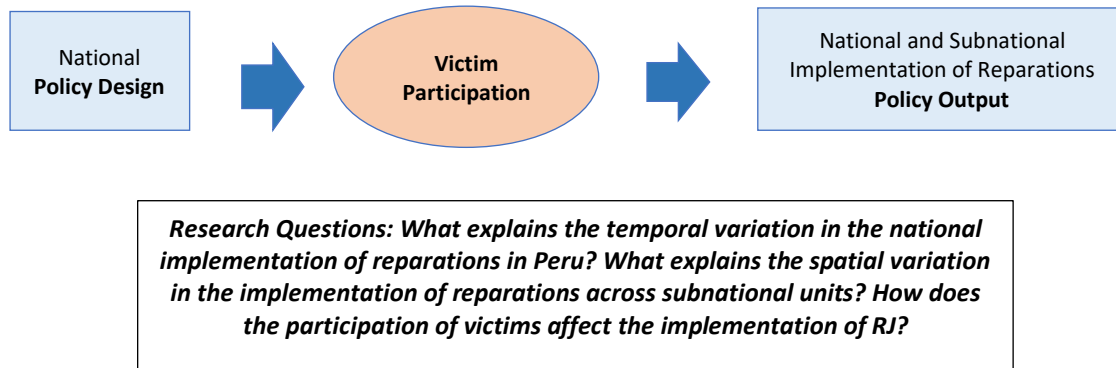 National
Policy Design
Victim
Participation
National and Subnational
Implementation of Reparations
Policy Output
Research Questions: What explains the temporal variation in the national
implementation of reparations in Peru? What explains the spatial variation
in the implementation of reparations across subnational units? How does
the participation of victims affect the implementation of RJ?